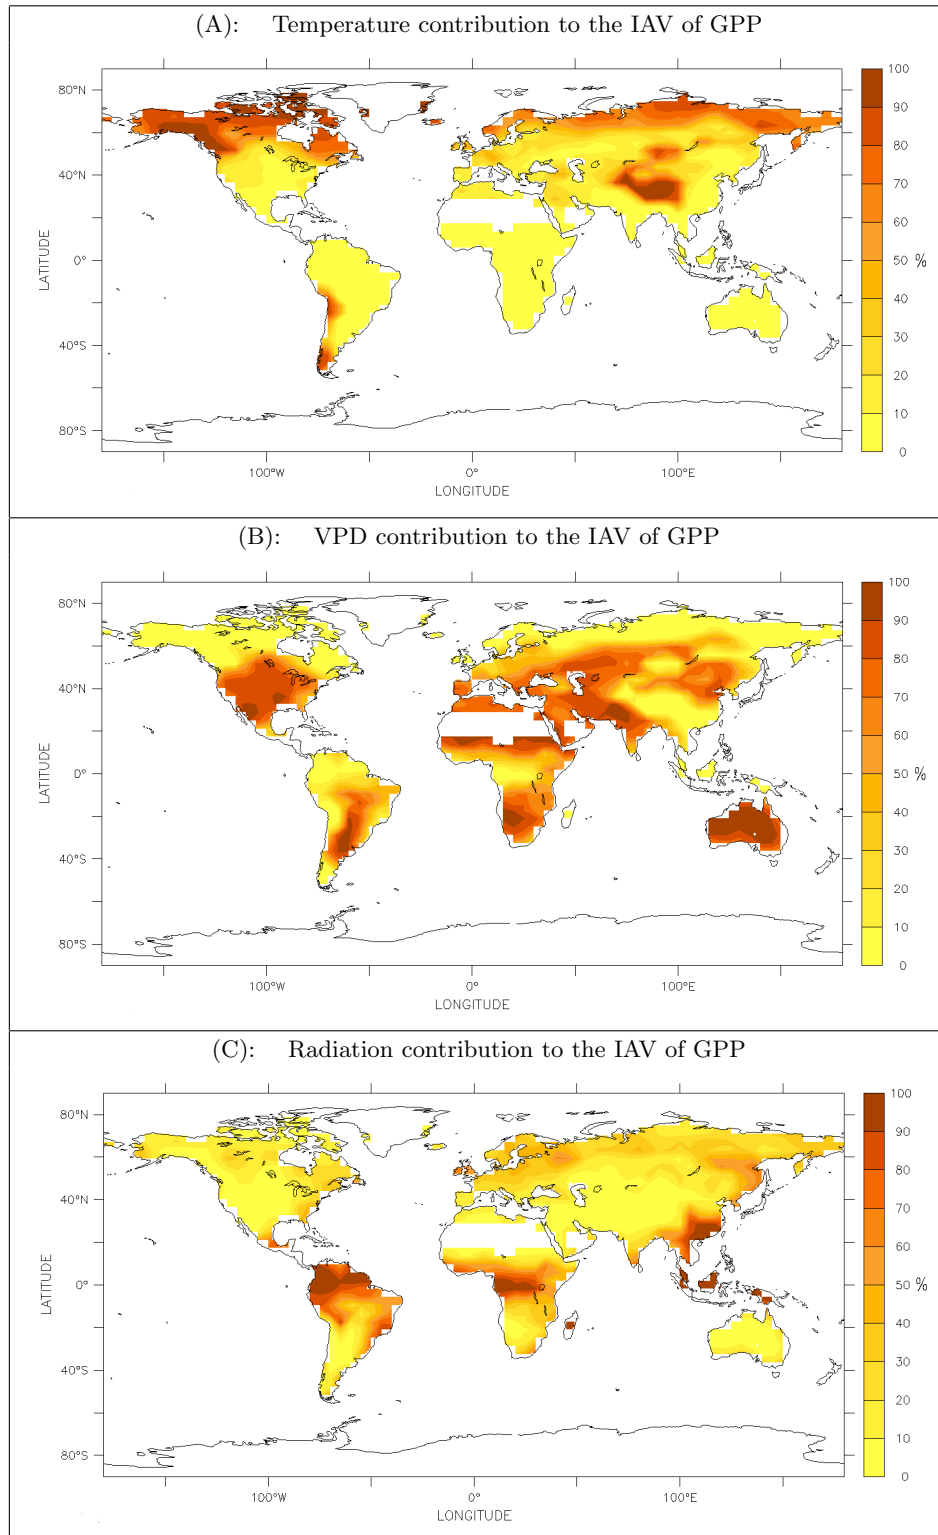 (A): Temperature contribution to the IAV of GPP
80°N
40°N
0°
40°S
80°S
LATITUDE
100°W
0°
100°E
LONGITUDE
100
90
80
70
60
50
40
30
20
10
0
%
(B): VPD contribution to the IAV of GPP
80°N
40°N
0°
40°S
80°S
LATITUDE
100°W
0°
100°E
LONGITUDE
100
90
80
70
60
50
40
30
20
10
0
%
(C): Radiation contribution to the IAV of GPP
80°N
40°N
0°
40°S
80°S
LATITUDE
100°W
0°
100°E
LONGITUDE
100
90
80
70
60
50
40
30
20
10
0
%